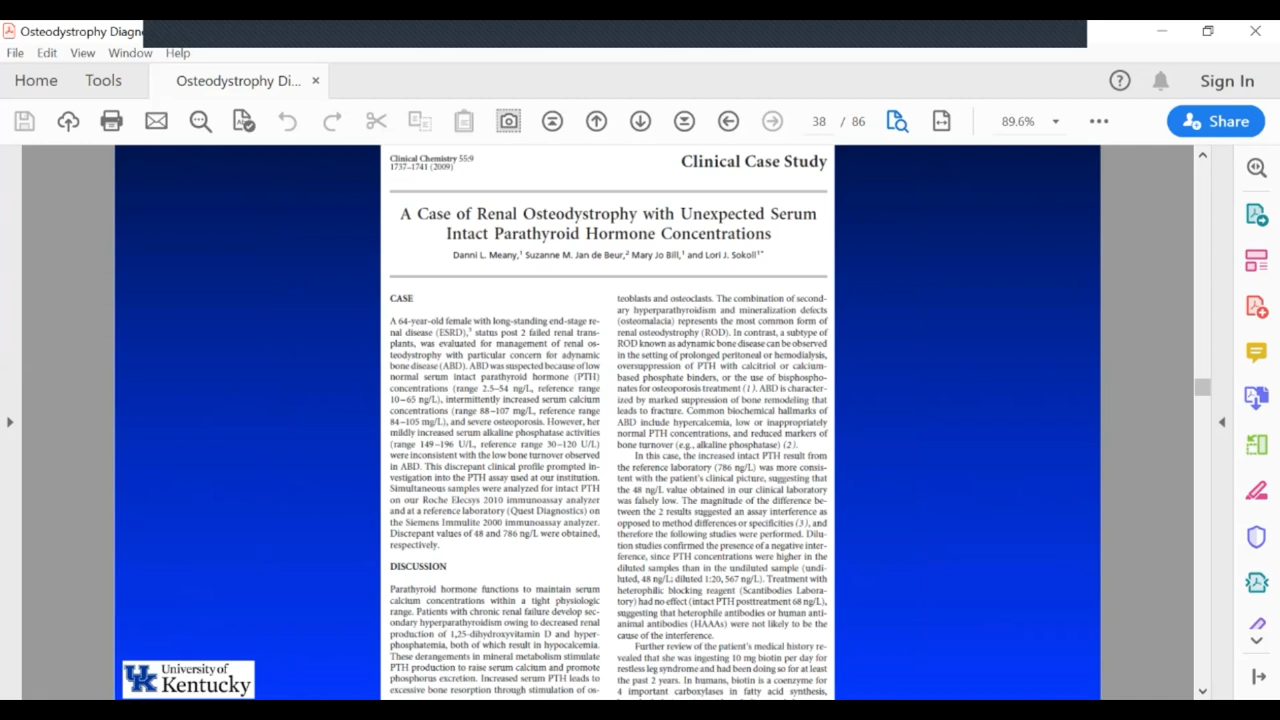 Osteodystrophy Diagn
File Edit View Window Help
Home Tools Osteodystrophy Di... × Sign In
38 / 86 89.6% Share
Clinical Chemistry 55:9
1737–1741 (2009)
Clinical Case Study
A Case of Renal Osteodystrophy with Unexpected Serum
Intact Parathyroid Hormone Concentrations
Danni L. Meany,1 Suzanne M. Jan de Beur,2 Mary Jo Bill,1 and Lori J. Sokoll1*
CASE
A 64-year-old female with long-standing end-stage re-
nal disease (ESRD),3 status post 2 failed renal trans-
plants, was evaluated for management of renal os-
teodystrophy with particular concern for adynamic
bone disease (ABD). ABD was suspected because of low
normal serum intact parathyroid hormone (PTH)
concentrations (range 2.5–54 ng/L, reference range
10–65 ng/L), intermittently increased serum calcium
concentrations (range 88–107 mg/L, reference range
84–105 mg/L), and severe osteoporosis. However, her
mildly increased serum alkaline phosphatase activities
(range 149–196 U/L, reference range 30–120 U/L)
were inconsistent with the low bone turnover observed
in ABD. This discrepant clinical profile prompted in-
vestigation into the PTH assay used at our institution.
Simultaneous samples were analyzed for intact PTH
on our Roche Elecsys 2010 immunoassay analyzer
and at a reference laboratory (Quest Diagnostics) on
the Siemens Immulite 2000 immunoassay analyzer.
Discrepant values of 48 and 786 ng/L were obtained,
respectively.
DISCUSSION
Parathyroid hormone functions to maintain serum
calcium concentrations within a tight physiologic
range. Patients with chronic renal failure develop sec-
ondary hyperparathyroidism owing to decreased renal
production of 1,25-dihydroxyvitamin D and hyper-
phosphatemia, both of which result in hypocalcemia.
These derangements in mineral metabolism stimulate
PTH production to raise serum calcium and promote
phosphorus excretion. Increased serum PTH leads to
excessive bone resorption through stimulation of os-
teoblasts and osteoclasts. The combination of second-
ary hyperparathyroidism and mineralization defects
(osteomalacia) represents the most common form of
renal osteodystrophy (ROD). In contrast, a subtype of
ROD known as adynamic bone disease can be observed
in the setting of prolonged peritoneal or hemodialysis,
oversuppression of PTH with calcitriol or calcium-
based phosphate binders, or the use of bisphospho-
nates for osteoporosis treatment (1). ABD is character-
ized by marked suppression of bone remodeling that
leads to fracture. Common biochemical hallmarks of
ABD include hypercalcemia, low or inappropriately
normal PTH concentrations, and reduced markers of
bone turnover (e.g., alkaline phosphatase) (2).
In this case, the increased intact PTH result from
the reference laboratory (786 ng/L) was more consis-
tent with the patient's clinical picture, suggesting that
the 48 ng/L value obtained in our clinical laboratory
was falsely low. The magnitude of the difference be-
tween the 2 results suggested an assay interference as
opposed to method differences or specificities (3), and
therefore the following studies were performed. Dilu-
tion studies confirmed the presence of a negative inter-
ference, since PTH concentrations were higher in the
diluted samples than in the undiluted sample (undi-
luted, 48 ng/L; diluted 1:20, 567 ng/L). Treatment with
heterophilic blocking reagent (Scantibodies Labora-
tory) had no effect (intact PTH posttreatment 68 ng/L),
suggesting that heterophile antibodies or human anti-
animal antibodies (HAAAs) were not likely to be the
cause of the interference.
Further review of the patient's medical history re-
vealed that she was ingesting 10 mg biotin per day for
restless leg syndrome and had been doing so for at least
the past 2 years. In humans, biotin is a coenzyme for
4 important carboxylases in fatty acid synthesis,
UK University of
Kentucky